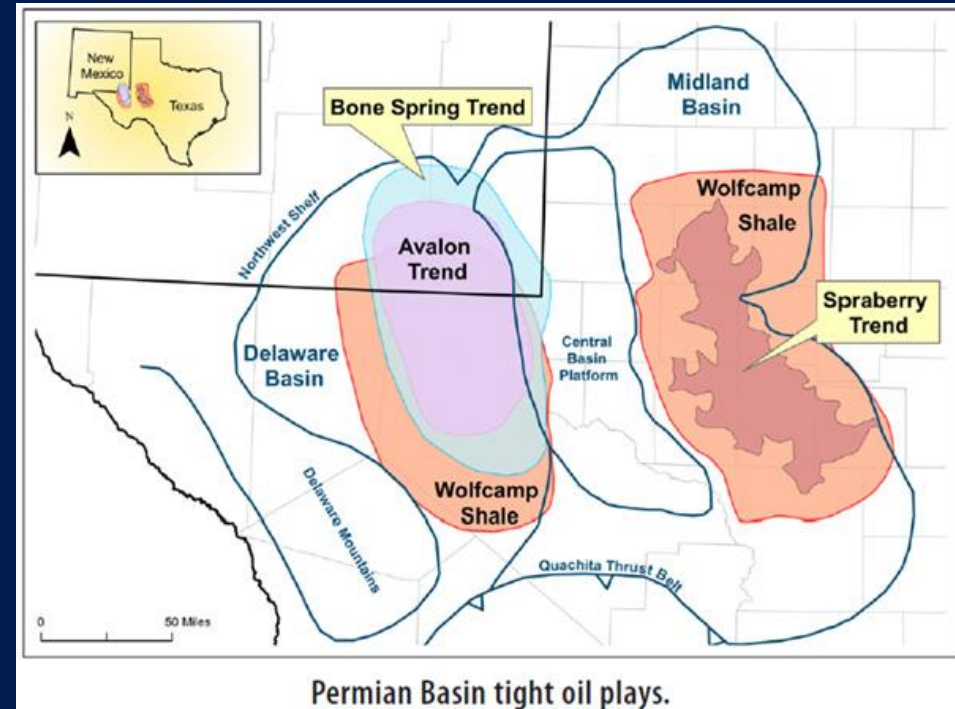 New
Mexico
Texas
N
Bone Spring Trend
Midland
Basin
Northwest Shelf
Wolfcamp
Shale
Avalon
Trend
Spraberry
Trend
Delaware
Basin
Central
Basin
Platform
Delaware Mountains
Wolfcamp
Shale
Quachita Thrust Belt
0
50 Miles
Permian Basin tight oil plays.